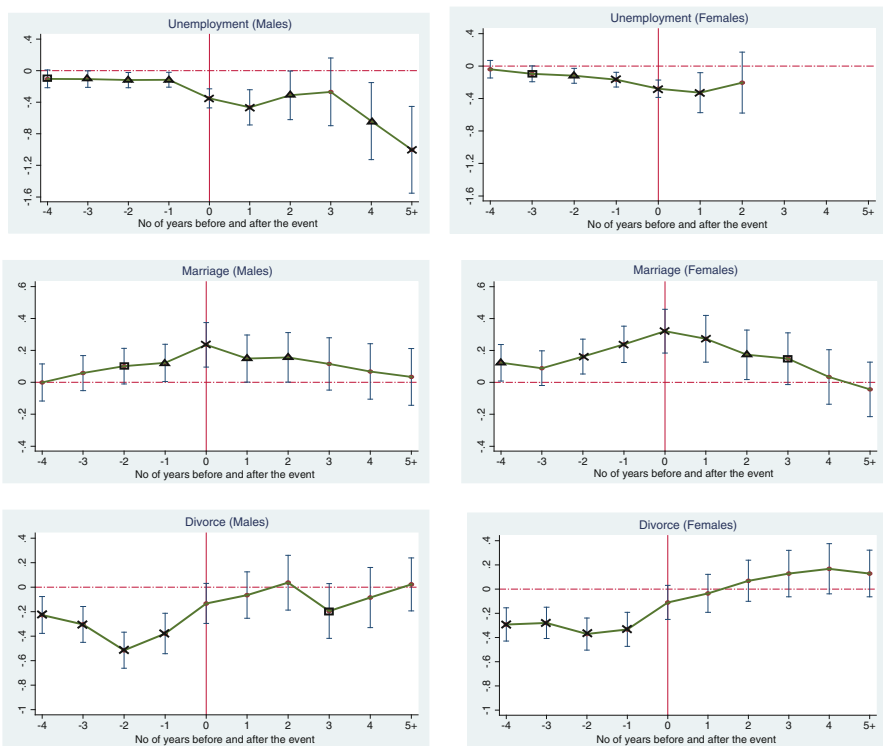 Unemployment (Males)
.4
0
-.4
-.8
-1.2
-1.6
-4 -3 -2 -1 0 1 2 3 4 5+
No of years before and after the event
Unemployment (Females)
.4
0
-.4
-.8
-1.2
-1.6
-4 -3 -2 -1 0 1 2 3 4 5+
No of years before and after the event
Marriage (Males)
.6
.4
.2
0
-.2
-.4
-4 -3 -2 -1 0 1 2 3 4 5+
No of years before and after the event
Marriage (Females)
.6
.4
.2
0
-.2
-.4
-4 -3 -2 -1 0 1 2 3 4 5+
No of years before and after the event
Divorce (Males)
.4
.2
0
-.2
-.4
-.6
-.8
-1
-4 -3 -2 -1 0 1 2 3 4 5+
No of years before and after the event
Divorce (Females)
.4
.2
0
-.2
-.4
-.6
-.8
-1
-4 -3 -2 -1 0 1 2 3 4 5+
No of years before and after the event